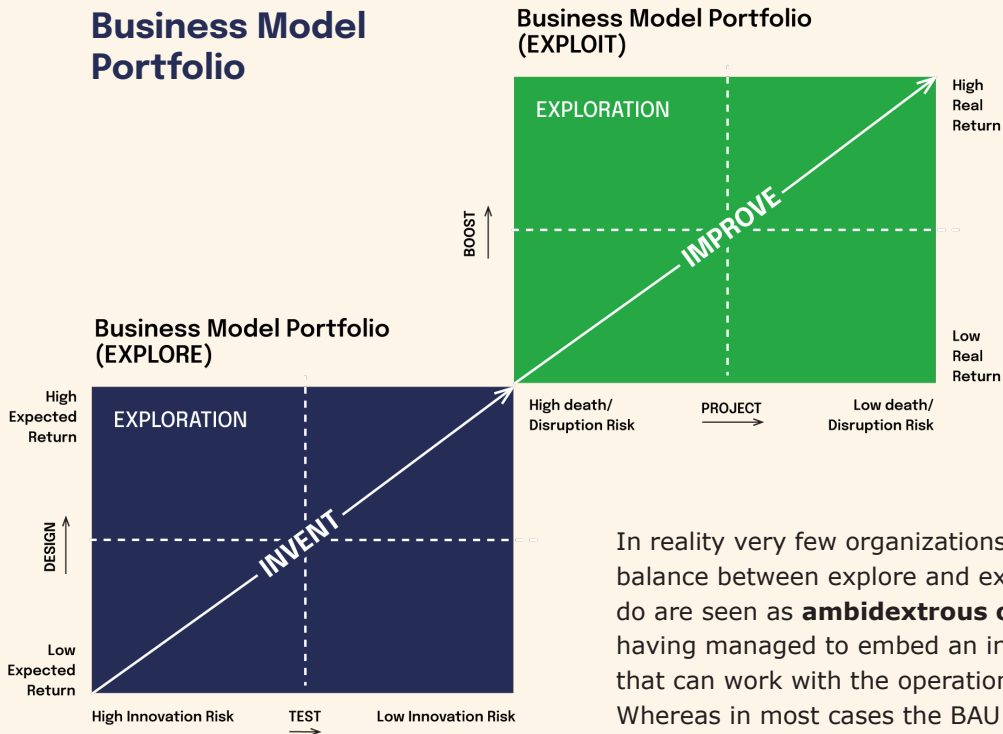 Business Model
Portfolio
Business Model Portfolio
(EXPLOIT)
EXPLORATION
IMPROVE
BOOST
High
Real
Return
Low
Real
Return
High death/
Disruption Risk
PROJECT
Low death/
Disruption Risk
Business Model Portfolio
(EXPLORE)
High
Expected
Return
EXPLORATION
INVENT
DESIGN
Low
Expected
Return
High Innovation Risk
TEST
Low Innovation Risk
In reality very few organizations
balance between explore and
do are seen as ambidextrous
having managed to embed an
that can work with the operation
Whereas in most cases the BAU